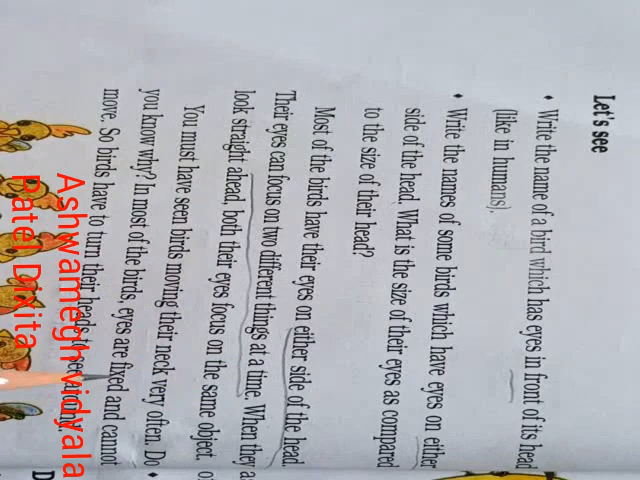 Let's see
• Write the name of a bird which has eyes in front of its head
(like in humans).
• Write the names of some birds which have eyes on either
side of the head. What is the size of their eyes as compared
to the size of their head?
Most of the birds have their eyes on either side of the head.
Their eyes can focus on two different things at a time. When they a
look straight ahead, both their eyes focus on the same object. o
You must have seen birds moving their neck very often. Do •
you know why? In most of the birds, eyes are fixed and cannot
move. So birds have to turn their heads to see around.
D
Ashwamegh vidyala
Patel Dixita